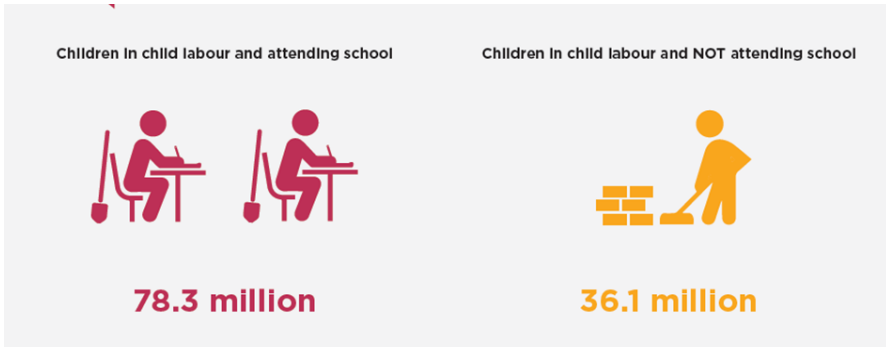 Children in child labour and attending school
Children in child labour and NOT attending school
78.3 million
36.1 million